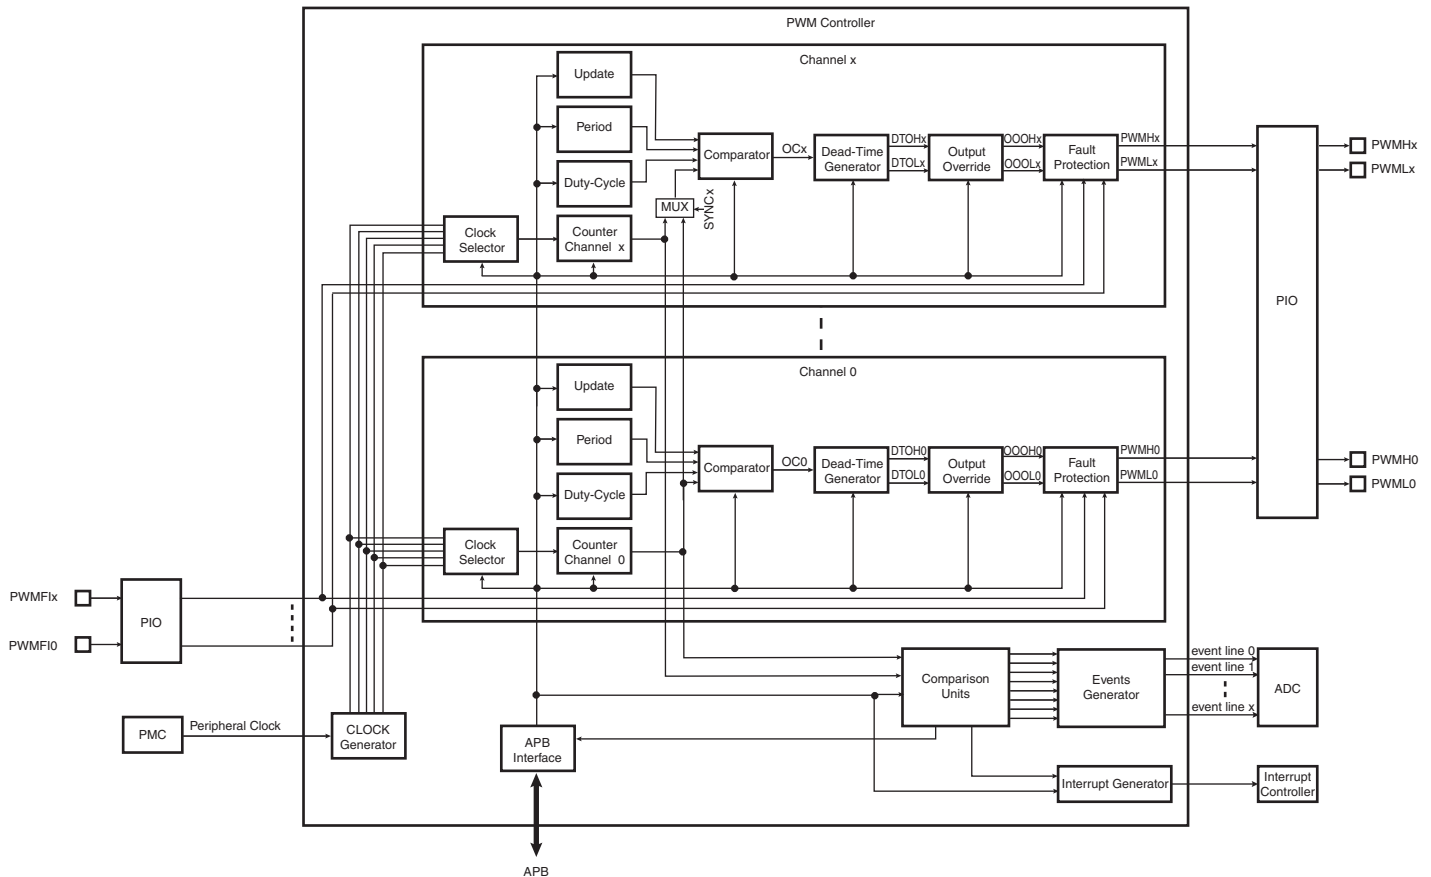 PWM Controller
Channel x
Update
Period
Duty-Cycle
Clock
Selector
Counter
Channel x
MUX
SYNCx
Comparator
OCx
Dead-Time
Generator
DTOHx
DTOLx
Output
Override
OOOHx
OOOLx
Fault
Protection
PWMHx
PWMLx
PIO
PWMHx
PWMLx
Channel 0
Update
Period
Duty-Cycle
Clock
Selector
Counter
Channel 0
Comparator
OC0
Dead-Time
Generator
DTOH0
DTOL0
Output
Override
OOOH0
OOOL0
Fault
Protection
PWMH0
PWML0
PWMH0
PWML0
PWMFIx
PWMFI0
PIO
PMC
Peripheral Clock
CLOCK
Generator
APB
Interface
APB
Comparison
Units
Events
Generator
event line 0
event line 1
event line x
ADC
Interrupt Generator
Interrupt
Controller